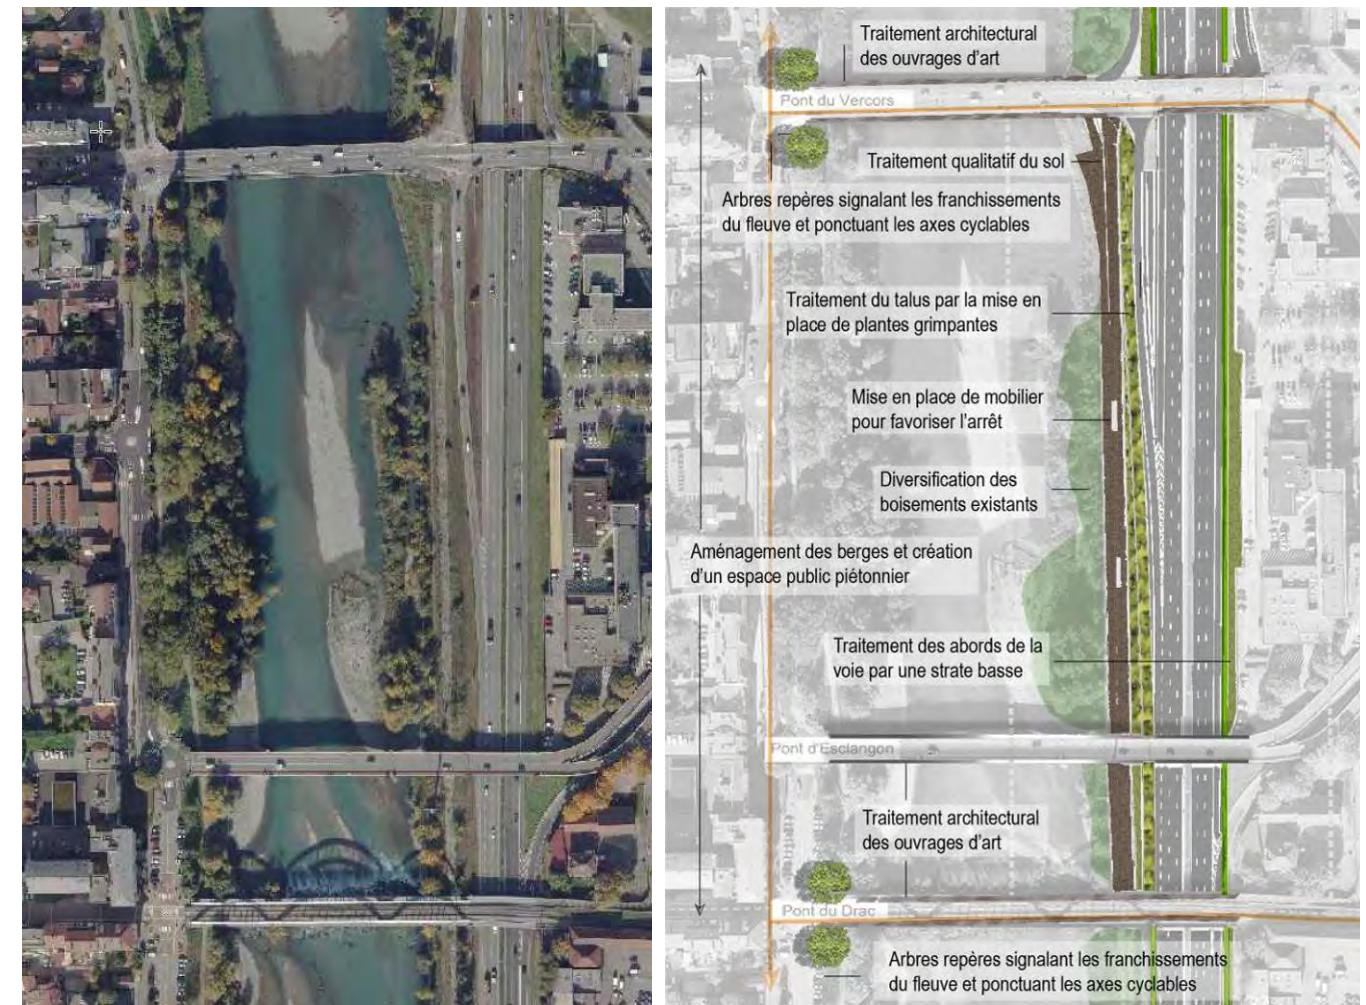 Traitement architectural
des ouvrages d'art
Pont du Vercors
Traitement qualitatif du sol
Arbres repères signalant les franchissements
du fleuve et ponctuant les axes cyclables
Traitement du talus par la mise en
place de plantes grimpantes
Mise en place de mobilier
pour favoriser l'arrêt
Diversification des
boisements existants
Aménagement des berges et création
d'un espace public piétonnier
Traitement des abords de la
voie par une strate basse
Pont d'Esclangon
Traitement architectural
des ouvrages d'art
Pont du Drac
Arbres repères signalant les franchissements
du fleuve et ponctuant les axes cyclables